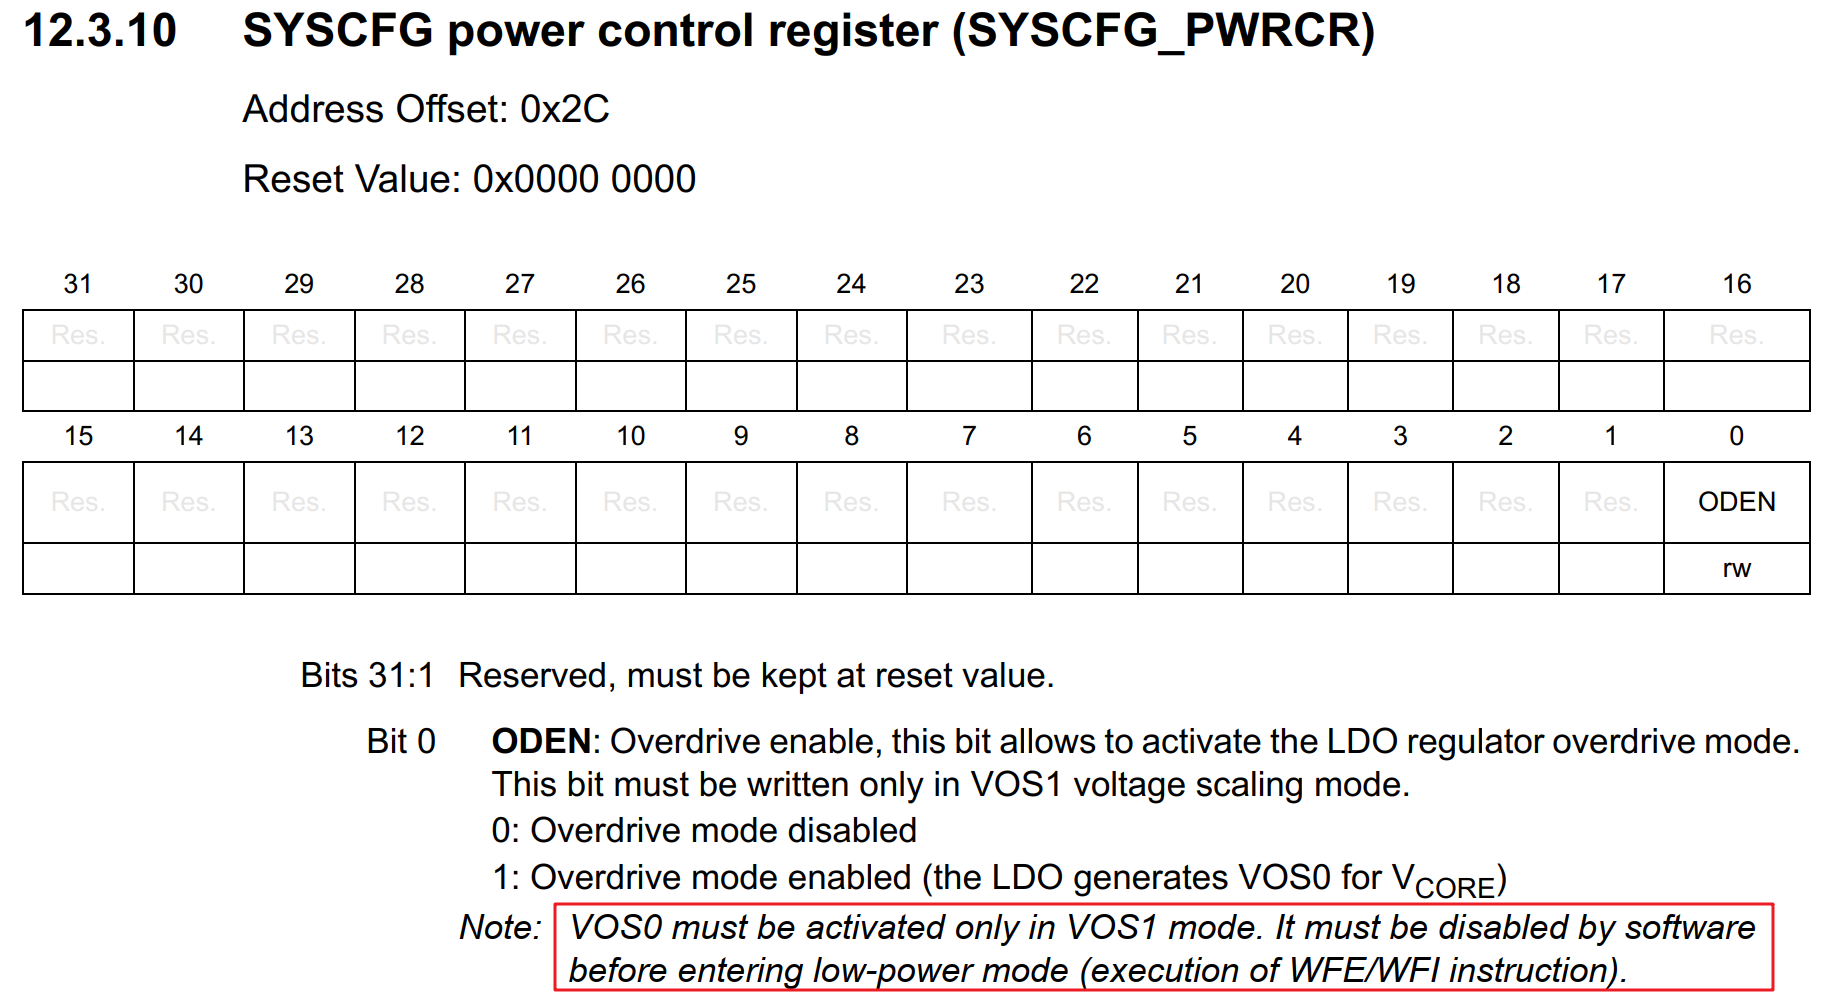 12.3.10 SYSCFG power control register (SYSCFG_PWRCR)
Address Offset: 0x2C
Reset Value: 0x0000 0000
31 30 29 28 27 26 25 24 23 22 21 20 19 18 17 16
Res. Res. Res. Res. Res. Res. Res. Res. Res. Res. Res. Res. Res. Res. Res. Res.
15 14 13 12 11 10 9 8 7 6 5 4 3 2 1 0
Res. Res. Res. Res. Res. Res. Res. Res. Res. Res. Res. Res. Res. Res. Res. ODEN
rw
Bits 31:1 Reserved, must be kept at reset value.
Bit 0 ODEN: Overdrive enable, this bit allows to activate the LDO regulator overdrive mode.
This bit must be written only in VOS1 voltage scaling mode.
0: Overdrive mode disabled
1: Overdrive mode enabled (the LDO generates VOS0 for VCORE)
Note: VOS0 must be activated only in VOS1 mode. It must be disabled by software
before entering low-power mode (execution of WFE/WFI instruction).